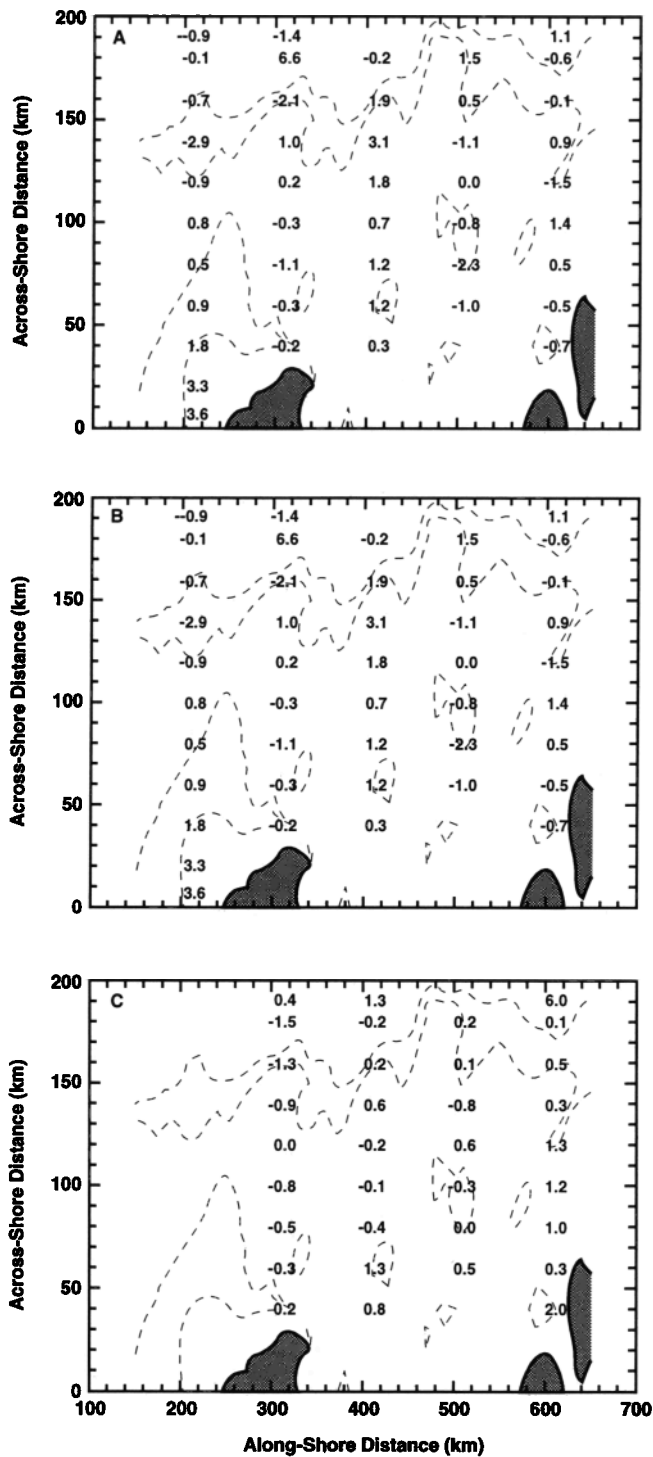 200
A
--0.9 -1.4 1.1
-0.1 6.6 -0.2 1.5 -0.6
-0.7 -2.1 1.9 0.5 -0.1
150
-2.9 1.0 3.1 -1.1 0.9
-0.9 0.2 1.8 0.0 -1.5
100
0.8 -0.3 0.7 -0.8 1.4
0.5 -1.1 1.2 -2.3 0.5
0.9 -0.3 1.2 -1.0 -0.5
50
1.8 -0.2 0.3 -0.7
3.3
3.6
0
Across-Shore Distance (km)
200
B
--0.9 -1.4 1.1
-0.1 6.6 -0.2 1.5 -0.6
-0.7 -2.1 1.9 0.5 -0.1
150
-2.9 1.0 3.1 -1.1 0.9
-0.9 0.2 1.8 0.0 -1.5
100
0.8 -0.3 0.7 -0.8 1.4
0.5 -1.1 1.2 -2.3 0.5
0.9 -0.3 1.2 -1.0 -0.5
50
1.8 -0.2 0.3 -0.7
3.3
3.6
0
Across-Shore Distance (km)
200
C
0.4 1.3 6.0
-1.5 -0.2 0.2 0.1
-1.3 0.2 0.1 0.5
150
-0.9 0.6 -0.8 0.3
0.0 -0.2 0.6 1.3
100
-0.8 -0.1 -0.3 1.2
-0.5 -0.4 0.0 1.0
-0.3 1.3 0.5 0.3
50
-0.2 0.8 2.0
0
Across-Shore Distance (km)
100 200 300 400 500 600 700
Along-Shore Distance (km)